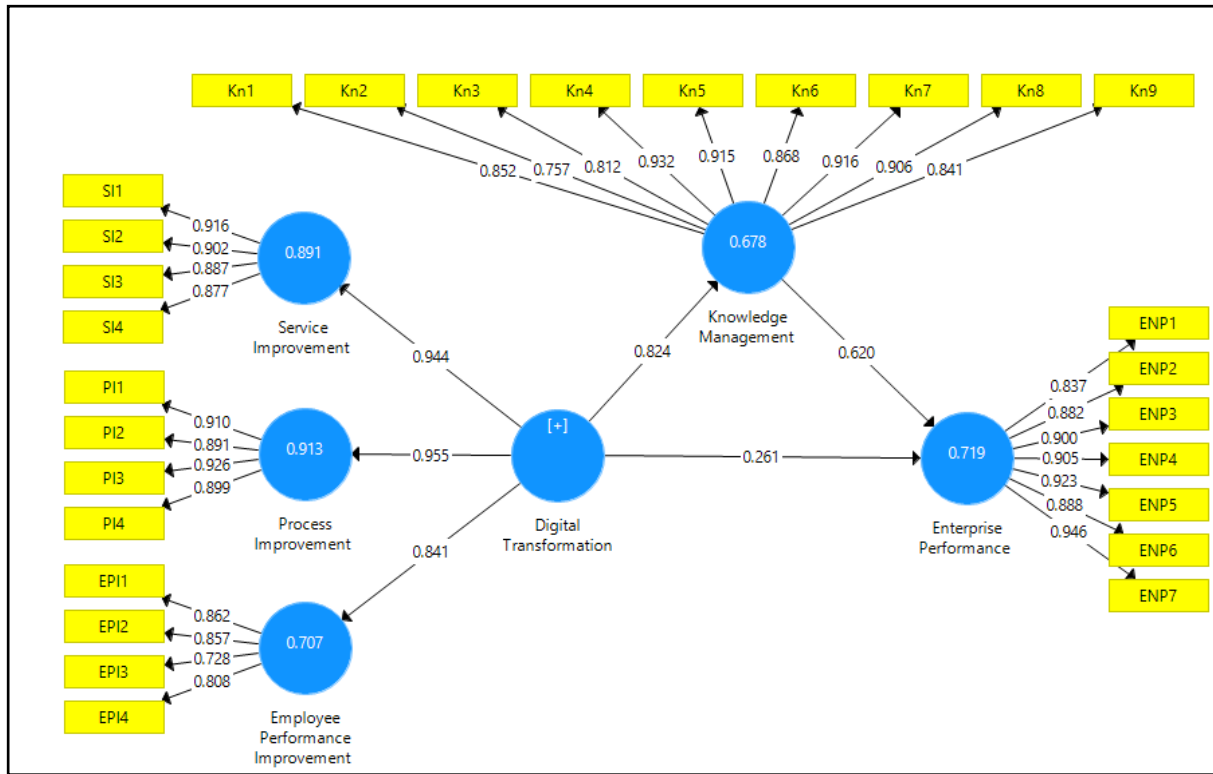 Kn1 Kn2 Kn3 Kn4 Kn5 Kn6 Kn7 Kn8 Kn9
0.852 0.757 0.812 0.932 0.915 0.868 0.916 0.906 0.841
SI1
SI2
SI3
SI4
0.916
0.902
0.887
0.877
0.891
Service
Improvement
0.678
Knowledge
Management
0.944
0.824
0.620
PI1
PI2
PI3
PI4
0.910
0.891
0.926
0.899
0.913
Process
Improvement
0.955
[+]
Digital
Transformation
0.261
0.719
Enterprise
Performance
0.837
0.882
0.900
0.905
0.923
0.888
0.946
ENP1
ENP2
ENP3
ENP4
ENP5
ENP6
ENP7
0.841
EPI1
EPI2
EPI3
EPI4
0.862
0.857
0.728
0.808
0.707
Employee
Performance
Improvement